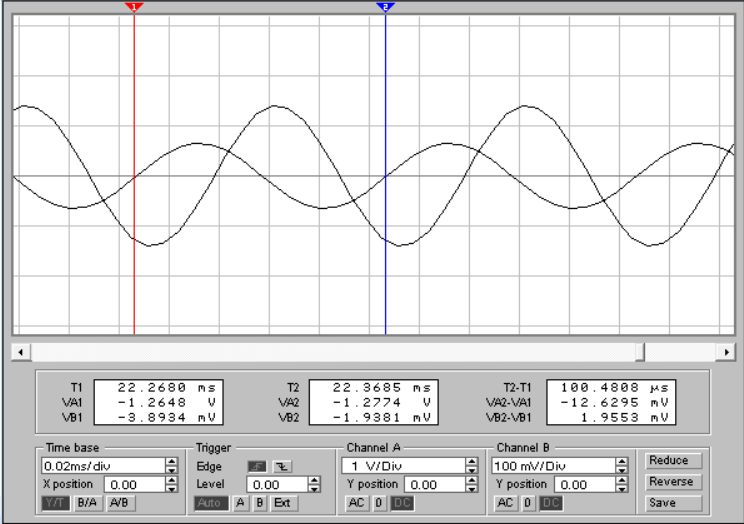 1 2
T1 22.2680 ms T2 22.3685 ms T2-T1 100.4808 µs
VA1 -1.2648 V VA2 -1.2774 V VA2-VA1 -12.6295 mV
VB1 -3.8934 mV VB2 -1.9381 mV VB2-VB1 1.9553 mV
Time base Trigger Channel A Channel B
0.02ms/div Edge 1 V/Div 100 mV/Div Reduce
X position 0.00 Level 0.00 Y position 0.00 Y position 0.00 Reverse
Y/T B/A A/B Auto A B Ext AC 0 DC AC 0 DC Save